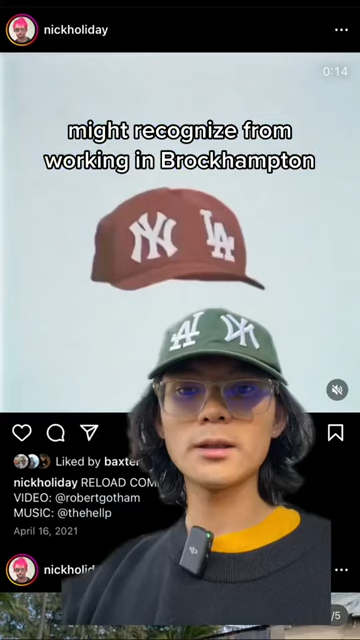 nickholiday
0:14
might recognize from
working in Brockhampton
NY LA
LA NY
Liked by baxter
nickholiday RELOAD COM
VIDEO: @robertgotham
MUSIC: @thehellp
April 16, 2021
nickholid
/5